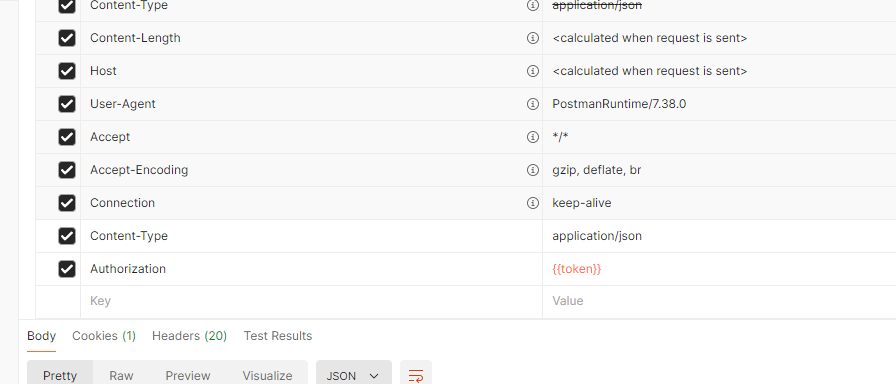 Content-Type application/json
Content-Length <calculated when request is sent>
Host <calculated when request is sent>
User-Agent PostmanRuntime/7.38.0
Accept */*
Accept-Encoding gzip, deflate, br
Connection keep-alive
Content-Type application/json
Authorization {{token}}
Key Value
Body Cookies (1) Headers (20) Test Results
Pretty Raw Preview Visualize JSON